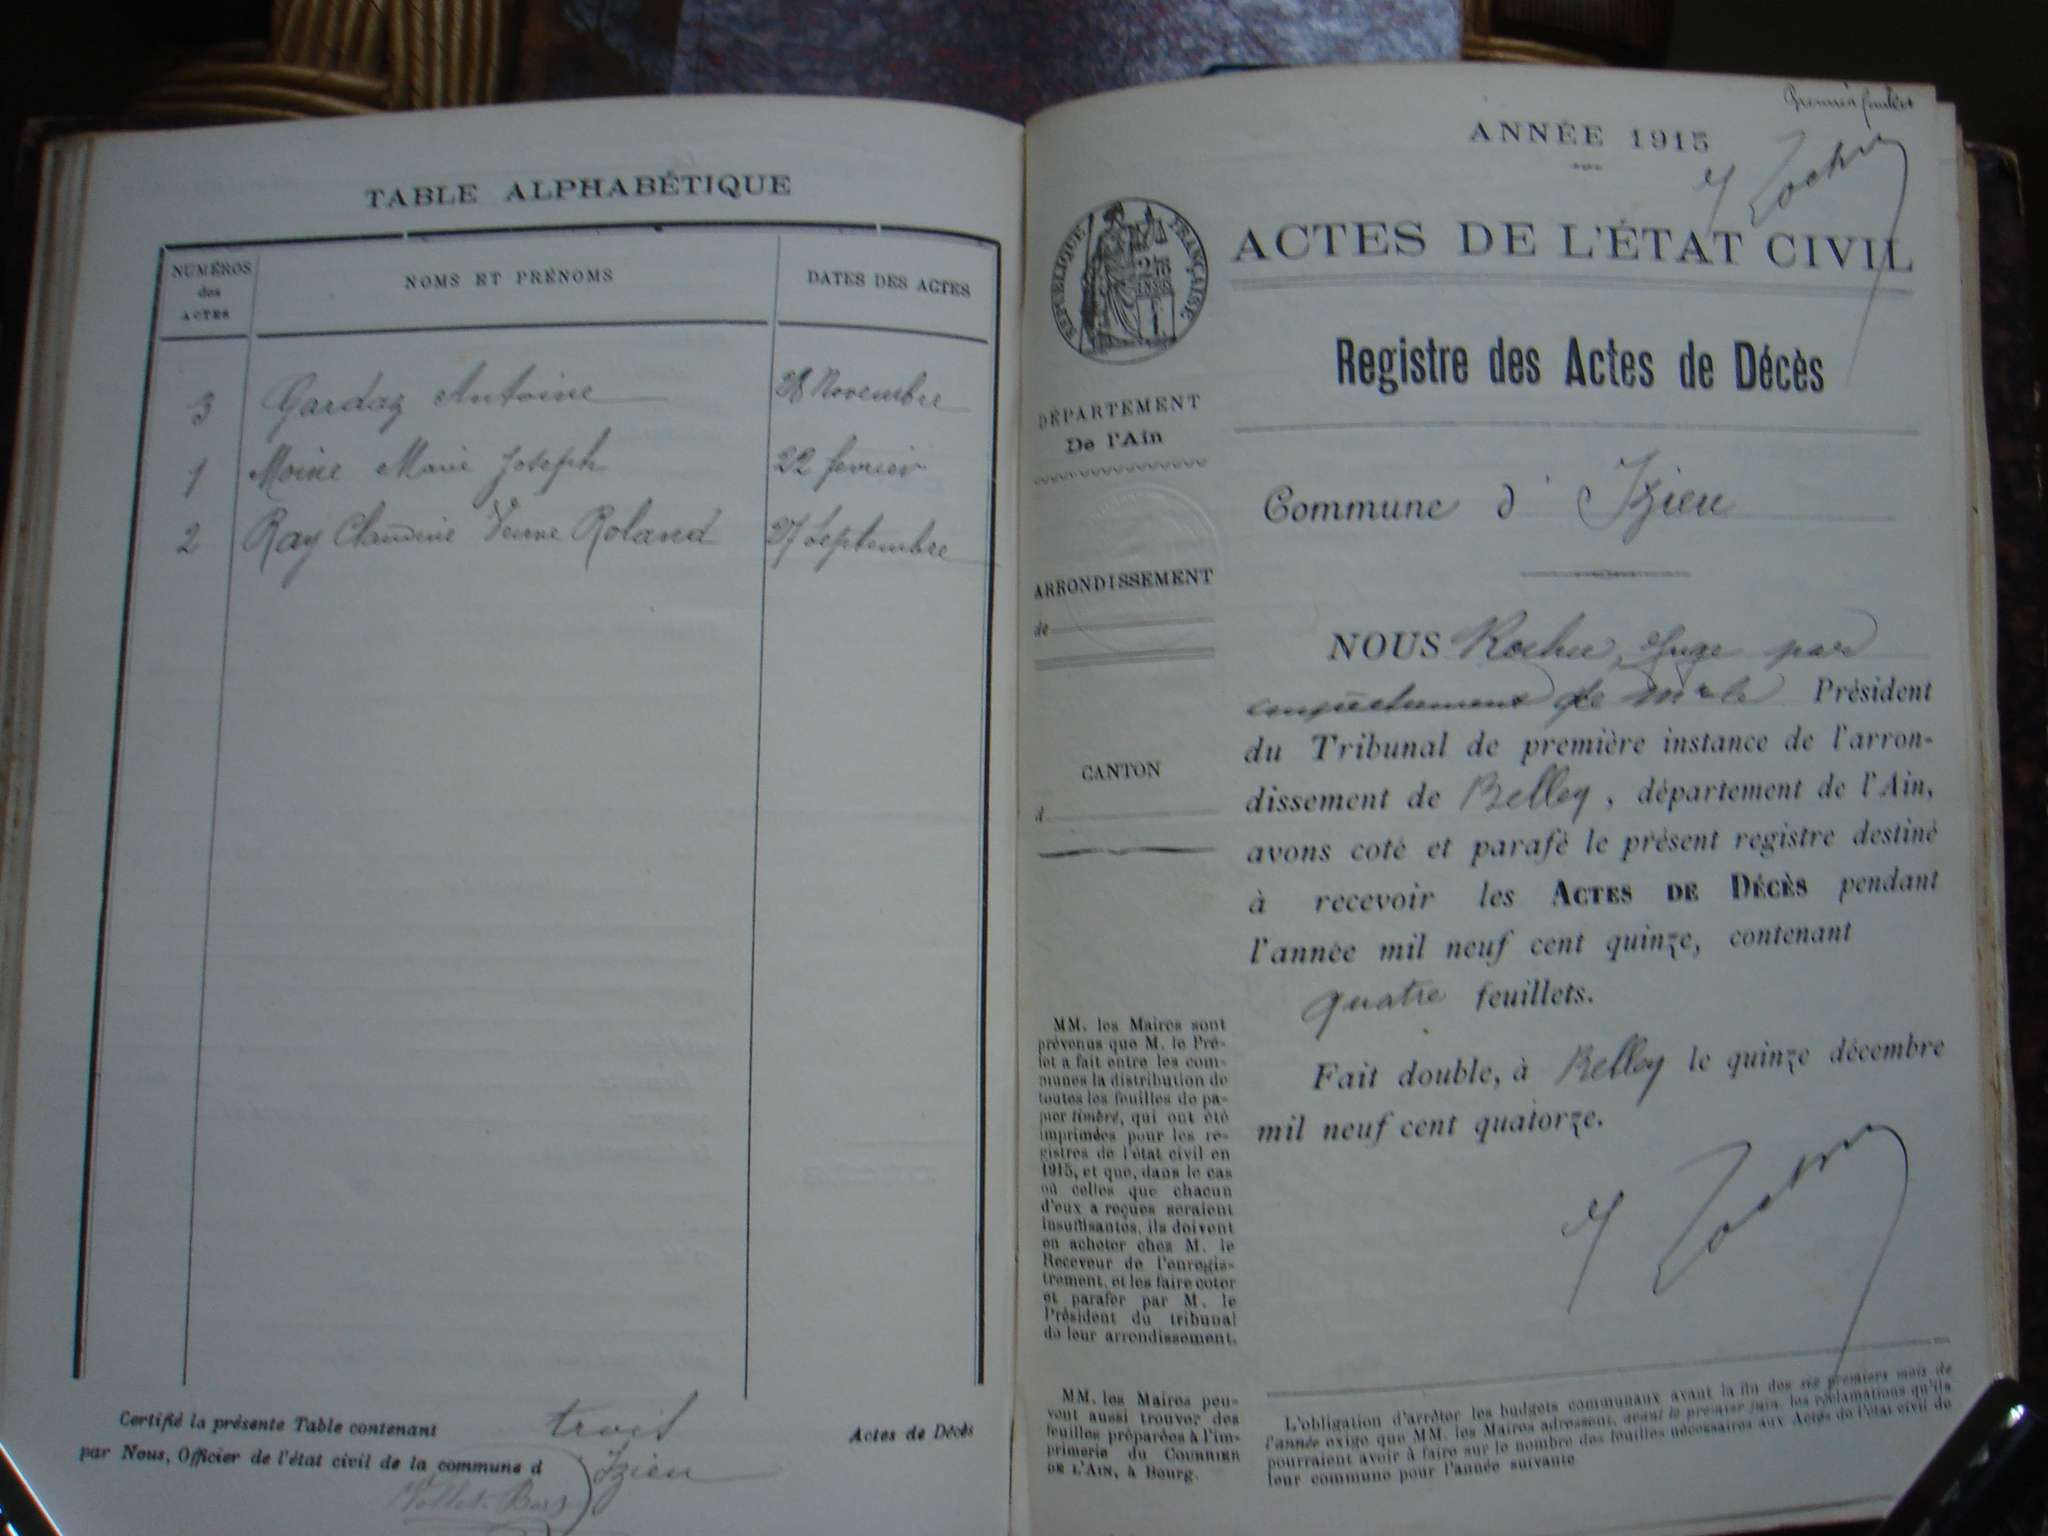 TABLE ALPHABÉTIQUE
NUMÉROS des ACTES
NOMS ET PRÉNOMS
DATES DES ACTES
3 Gardaz Antoine 28 Novembre
1 Moine Marie Joseph 22 fevrier
2 Ray Claudine Veuve Roland 27 Septembre
Certifié la présente Table contenant trois Actes de Décès
par Nous, Officier de l'état civil de la commune d Izieu
Premier feuillet
ANNÉE 1915
RÉPUBLIQUE FRANÇAISE
ACTES DE L'ÉTAT CIVIL
Registre des Actes de Décès
DÉPARTEMENT
De l'Ain
Commune d' Izieu
ARRONDISSEMENT
de
CANTON
d
NOUS Rocher, Juge par
empêchement de Mr le Président
du Tribunal de première instance de l'arron-
dissement de Belley, département de l'Ain,
avons coté et parafé le présent registre destiné
à recevoir les ACTES DE DÉCÈS pendant
l'année mil neuf cent quinze, contenant
quatre feuillets.
Fait double, à Belley le quinze décembre
mil neuf cent quatorze.
MM. les Maires sont
prévenus que M. le Pré-
fet a fait entre les com-
munes la distribution de
toutes les feuilles de pa-
pier timbré, qui ont été
imprimées pour les re-
gistres de l'état civil en
1915, et que, dans le cas
où celles que chacun
d'eux a reçues seraient
insuffisantes, ils doivent
en acheter chez M. le
Receveur de l'enregis-
trement, et les faire coter
et parafer par M. le
Président du tribunal
de leur arrondissement.
MM. les Maires peu-
vent aussi trouver des
feuilles préparées à l'im-
primerie du COURRIER
DE L'AIN, à Bourg.
L'obligation d'arrêter les budgets communaux avant la fin des six premiers mois de
l'année exige que MM. les Maires adressent, avant le premier juin, les réclamations qu'ils
pourraient avoir à faire sur le nombre des feuilles nécessaires aux Actes de l'état civil de
leur commune pour l'année suivante